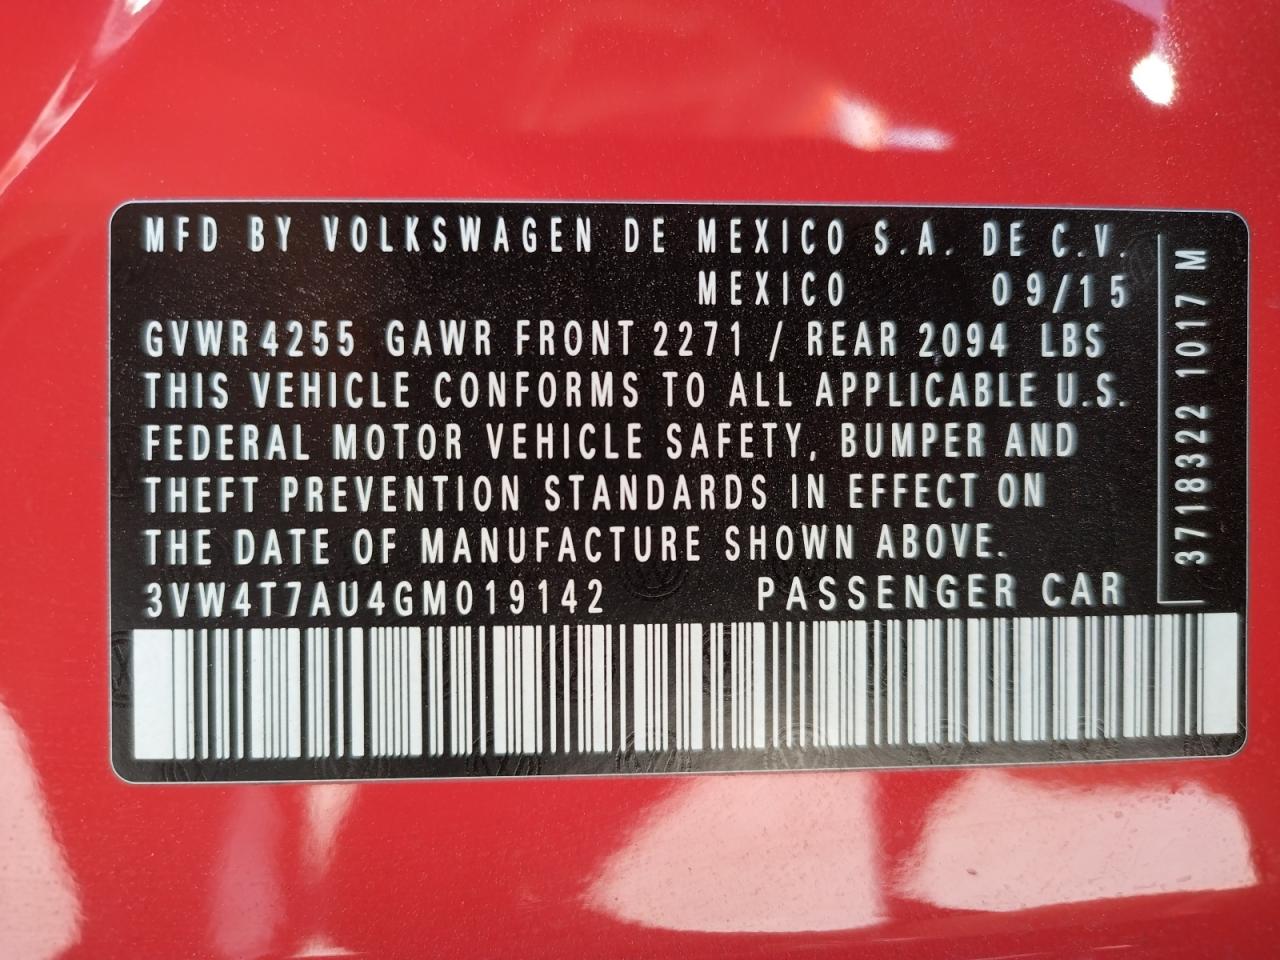 MFD BY VOLKSWAGEN DE MEXICO S.A. DE C.V.
MEXICO 09/15
GVWR 4255 GAWR FRONT 2271 / REAR 2094 LBS
THIS VEHICLE CONFORMS TO ALL APPLICABLE U.S.
FEDERAL MOTOR VEHICLE SAFETY, BUMPER AND
THEFT PREVENTION STANDARDS IN EFFECT ON
THE DATE OF MANUFACTURE SHOWN ABOVE.
3VW4T7AU4GM019142 PASSENGER CAR
3718322 1017 M